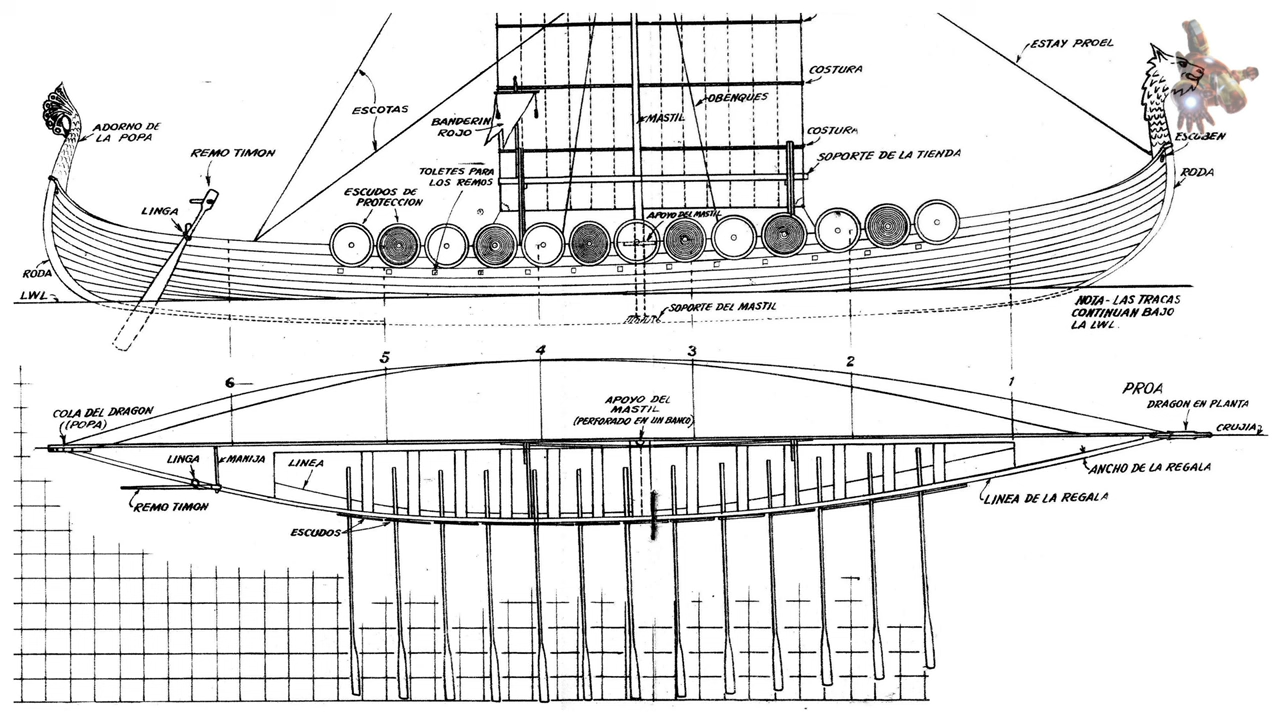 ESTAY PROEL
COSTURA
ESCOTAS
OBENQUES
MASTIL
BANDERIN
ROJO
ADORNO DE
LA POPA
COSTURA
ESCOBEN
REMO TIMON
SOPORTE DE LA TIENDA
TOLETES PARA
LOS REMOS
RODA
ESCUDOS DE
PROTECCION
LINGA
APOYO DEL MASTIL
RODA
LWL
NOTA-LAS TRACAS
CONTINUAN BAJO
LA LWL.
SOPORTE DEL MASTIL
6
5
4
3
2
1
PROA
DRAGON EN PLANTA
CRUJIA
COLA DEL DRAGON
(POPA)
APOYO DEL
MASTIL
(PERFORADO EN UN BANCO)
LINGA
MANIJA
LINEA
ANCHO DE LA REGALA
REMO TIMON
LINEA DE LA REGALA
ESCUDOS